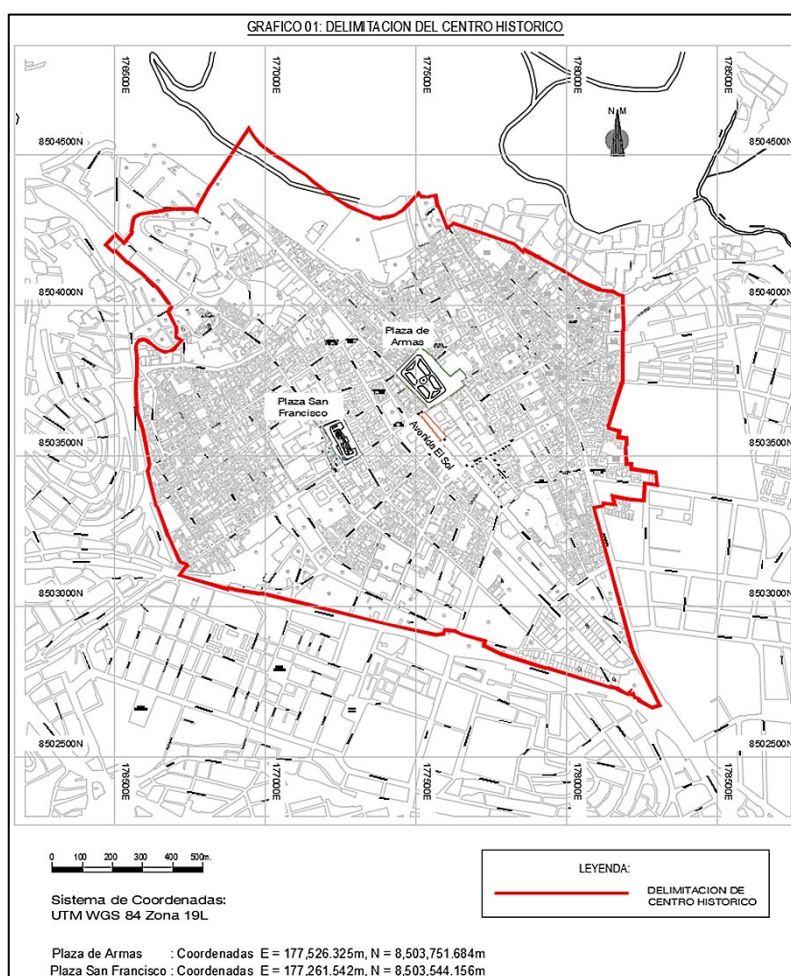 GRAFICO 01: DELIMITACION DEL CENTRO HISTORICO
176500E
177000E
177500E
178000E
178500E
N M
8504500N
8504500N
8504000N
8504000N
Plaza de
Armas
Plaza San
Francisco
Avenida El Sol
8503500N
8503500N
8503000N
8503000N
8502500N
8502500N
176500E
177000E
177500E
178000E
178500E
0 100 200 300 400 500m.
Sistema de Coordenadas:
UTM WGS 84 Zona 19L
LEYENDA:
DELIMITACION DE
CENTRO HISTORICO
Plaza de Armas : Coordenadas E = 177,526.325m, N = 8,503,751.684m
Plaza San Francisco : Coordenadas E = 177,261.542m, N = 8,503,544.156m